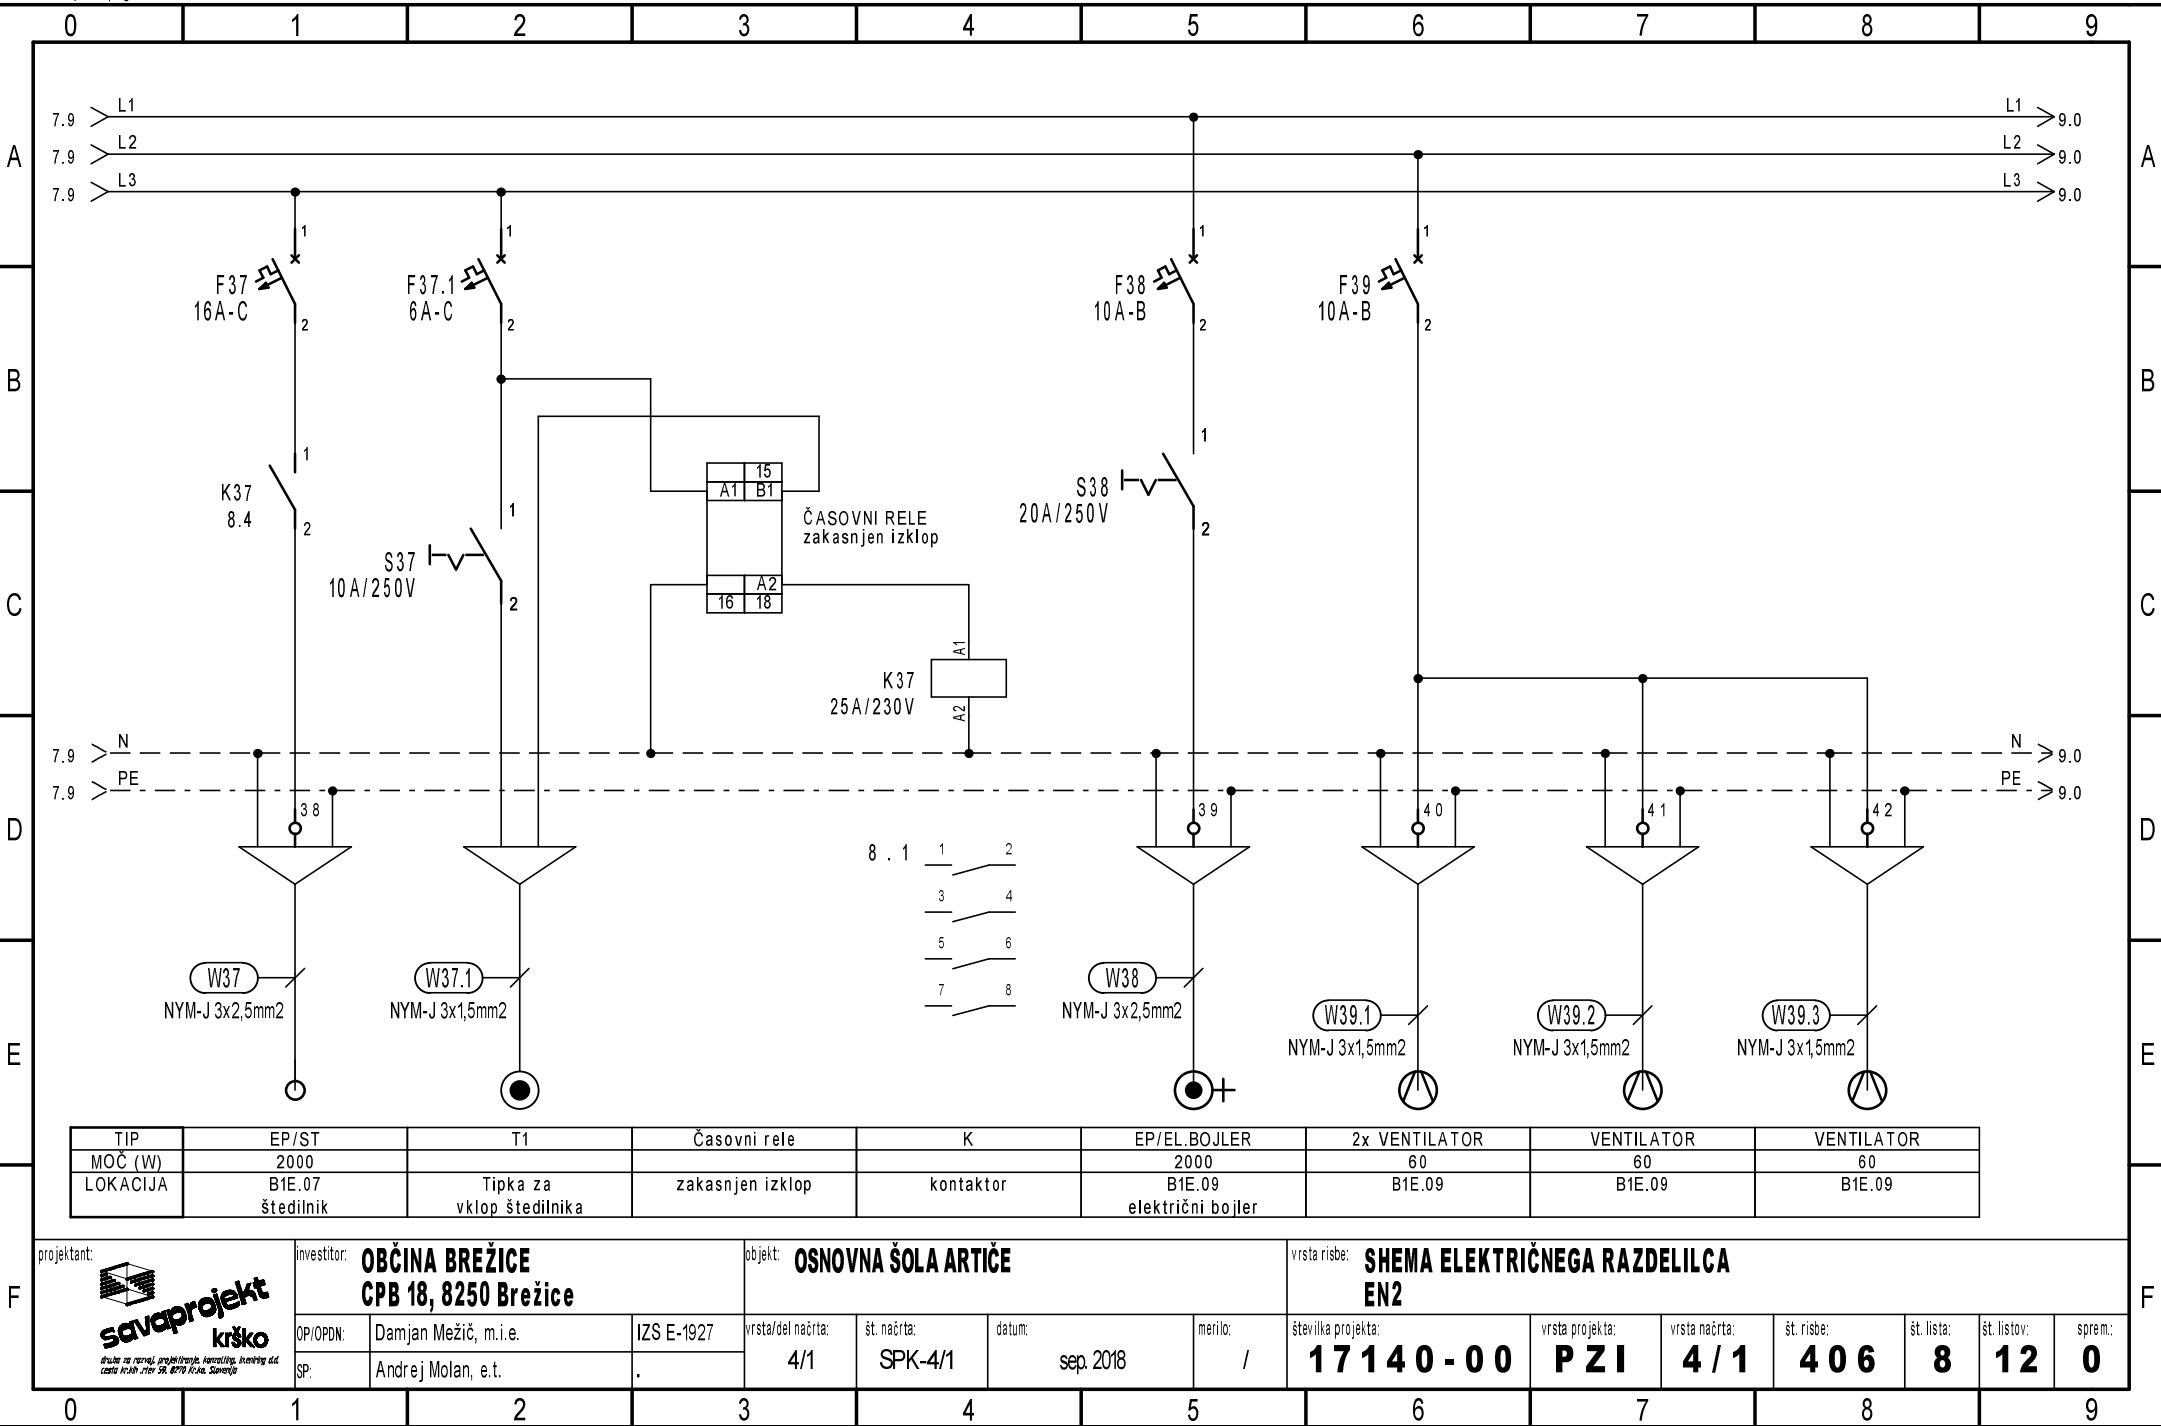 0 1 2 3 4 5 6 7 8 9
7.9 L1 L1 9.0
A 7.9 L2 L2 9.0 A
7.9 L3 L3 9.0
1 1 1 1
F37 F37.1 F38 F39
16A-C 6A-C 10A-B 10A-B
2 2 2 2
B B
1 1
15
A1 B1
K37 S38
8.4 20A/250V
2 1 2
ČASOVNI RELE
zakasnjen izklop
S37
10A/250V
2
A2
16 18
C C
A1
K37
25A/230V
A2
7.9 N N 9.0
7.9 PE PE 9.0
38 39 40 41 42
D D
8 . 1 1 2
3 4
5 6
7 8
W37 W37.1 W38
NYM-J 3x2,5mm2 NYM-J 3x1,5mm2 NYM-J 3x2,5mm2
W39.1 W39.2 W39.3
NYM-J 3x1,5mm2 NYM-J 3x1,5mm2 NYM-J 3x1,5mm2
E E
TIP EP/ST T1 Časovni rele K EP/EL.BOJLER 2x VENTILATOR VENTILATOR VENTILATOR
MOČ (W) 2000 2000 60 60 60
LOKACIJA B1E.07 Tipka za zakasnjen izklop kontaktor B1E.09 B1E.09 B1E.09 B1E.09
štedilnik vklop štedilnika električni bojler
F F
projektant:
savaprojekt
krško
investitor: OBČINA BREŽICE
CPB 18, 8250 Brežice
objekt: OSNOVNA ŠOLA ARTIČE
vrsta risbe: SHEMA ELEKTRIČNEGA RAZDELILCA
EN2
OP/OPDN: Damjan Mežič, m.i.e. IZS E-1927
SP: Andrej Molan, e.t. .
vrsta/del načrta: 4/1
št. načrta: SPK-4/1
datum: sep. 2018
merilo: /
številka projekta: 17140-00
vrsta projekta: PZI
vrsta načrta: 4/1
št. risbe: 406
št. lista: 8
št. listov: 12
sprem.: 0
0 1 2 3 4 5 6 7 8 9